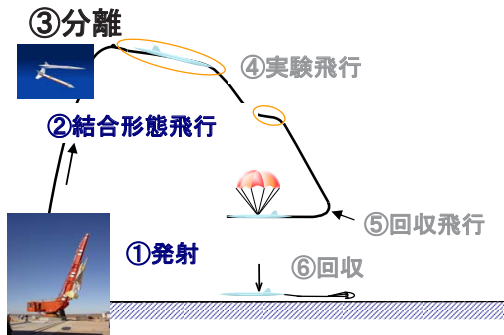 ③分離
④実験飛行
②結合形態飛行
⑤回収飛行
①発射
⑥回収